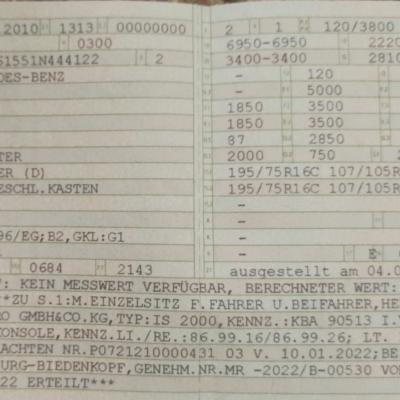 2010 1313 00000000 2 1 120/3800
0300 6950-6950 2220
S1551N444122 2 3400-3400 2810
DES-BENZ - 120
- 5000
1850 3500
1850 3500
87 2850
TER 2000 750
ER (D) 195/75R16C 107/105R
ESCHL.KASTEN 195/75R16C 107/105R
-
-
96/EG;B2,GKL:G1 -
- E
0684 2143 ausgestellt am 04.0
: KEIN MESSWERT VERFÜGBAR, BERECHNETER WERT:
**ZU S.1:M.EINZELSITZ F.FAHRER U.BEIFAHRER,HE
RO GMBH&CO.KG,TYP:IS 2000,KENNZ.:KBA 90513 I.V
KONSOLE,KENNZ.LI./RE.:86.99.16/86.99.26; LT.
ACHTEN NR.P0721210000431 03 V. 10.01.2022;BE
URG-BIEDENKOPF,GENEHM.NR.MR -2022/B-00530 VO
22 ERTEILT***